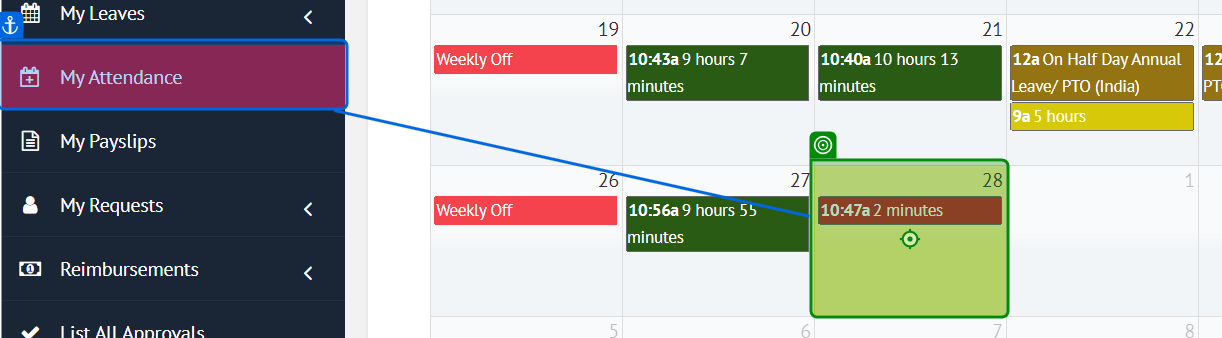 My Leaves
My Attendance
My Payslips
My Requests
Reimbursements
List All Approvals
19
20
21
22
Weekly Off
10:43a 9 hours 7
minutes
10:40a 10 hours 13
minutes
12a On Half Day Annual
Leave/ PTO (India)
9a 5 hours
12
PT
26
27
28
1
Weekly Off
10:56a 9 hours 55
minutes
10:47a 2 minutes
5
6
7
8